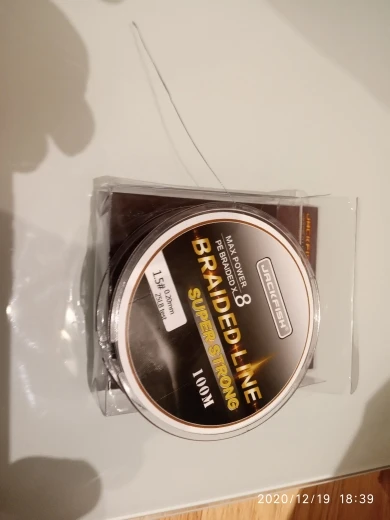 JACKFISH
MAX POWER
PE BRAIDED X 8
BRAIDED LINE
SUPER STRONG
1.5# 0.20mm
100M
2020/12/19 18:39